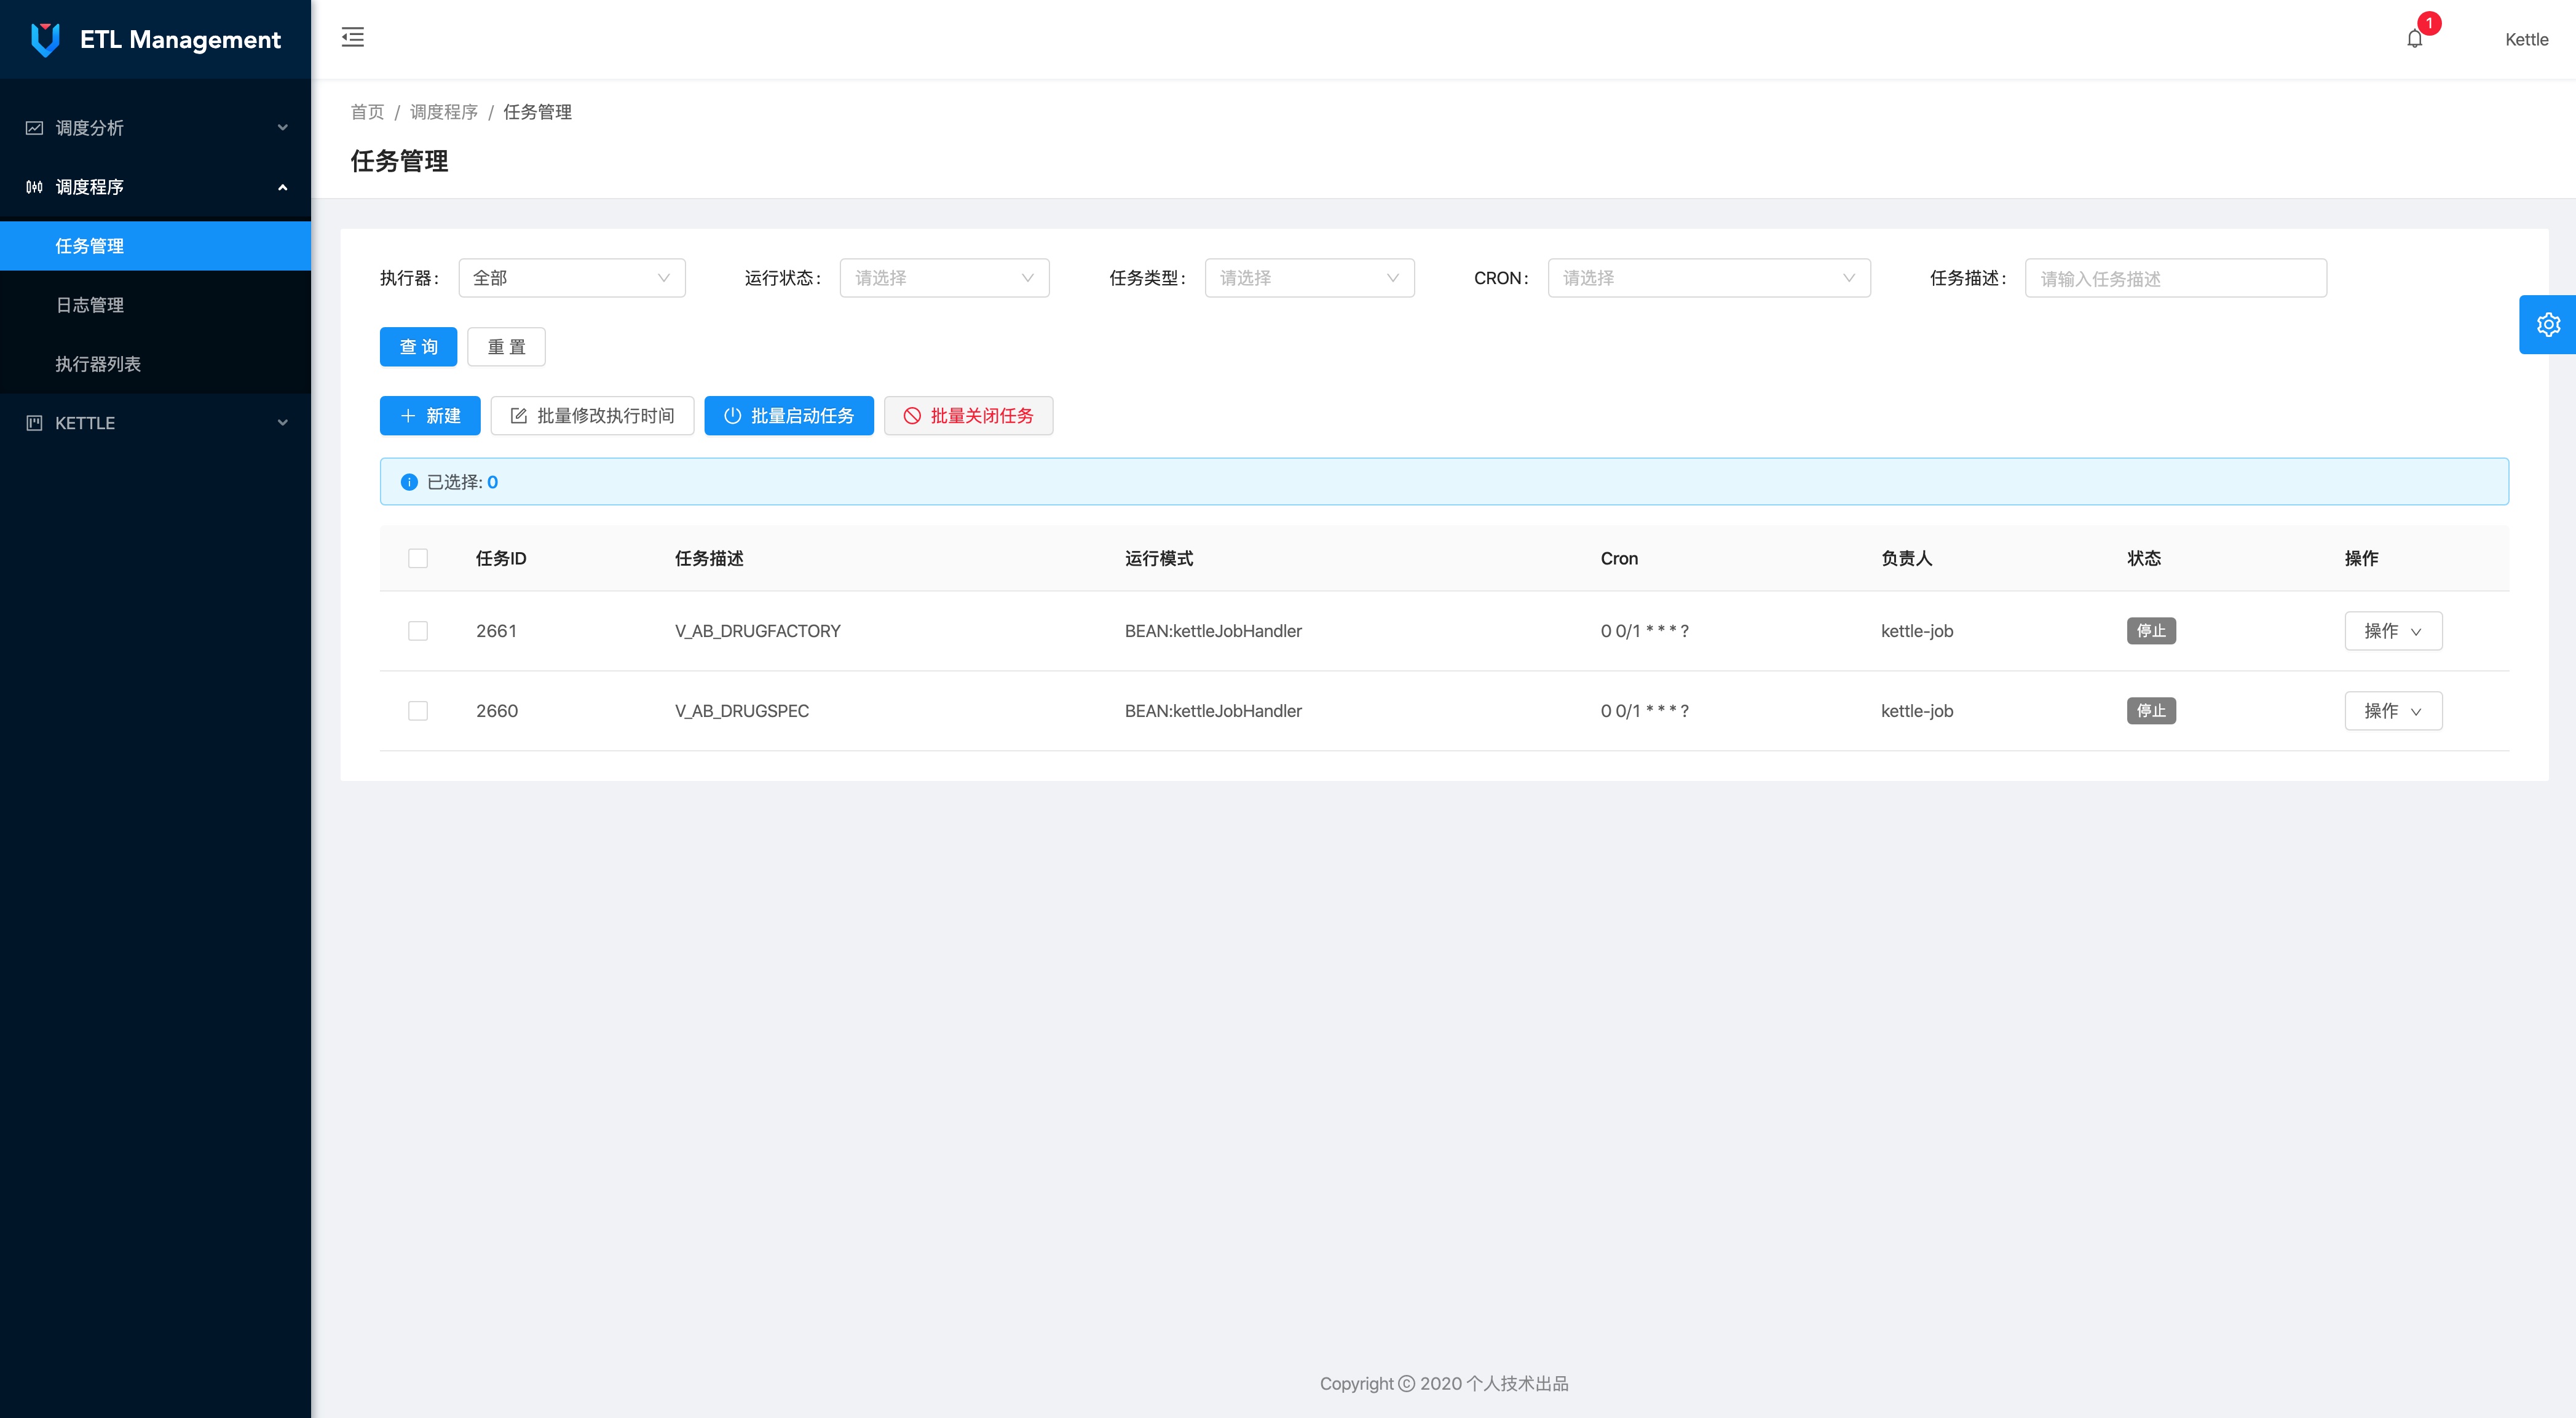 ETL Management
1
Kettle
调度分析
调度程序
任务管理
日志管理
执行器列表
KETTLE
首页 / 调度程序 / 任务管理
任务管理
执行器: 全部 运行状态: 请选择 任务类型: 请选择 CRON: 请选择 任务描述: 请输入任务描述
查 询 重 置
新建 批量修改执行时间 批量启动任务 批量关闭任务
已选择: 0
任务ID 任务描述 运行模式 Cron 负责人 状态 操作
2661 V_AB_DRUGFACTORY BEAN:kettleJobHandler 0 0/1 * * * ? kettle-job 停止 操作
2660 V_AB_DRUGSPEC BEAN:kettleJobHandler 0 0/1 * * * ? kettle-job 停止 操作
Copyright © 2020 个人技术出品